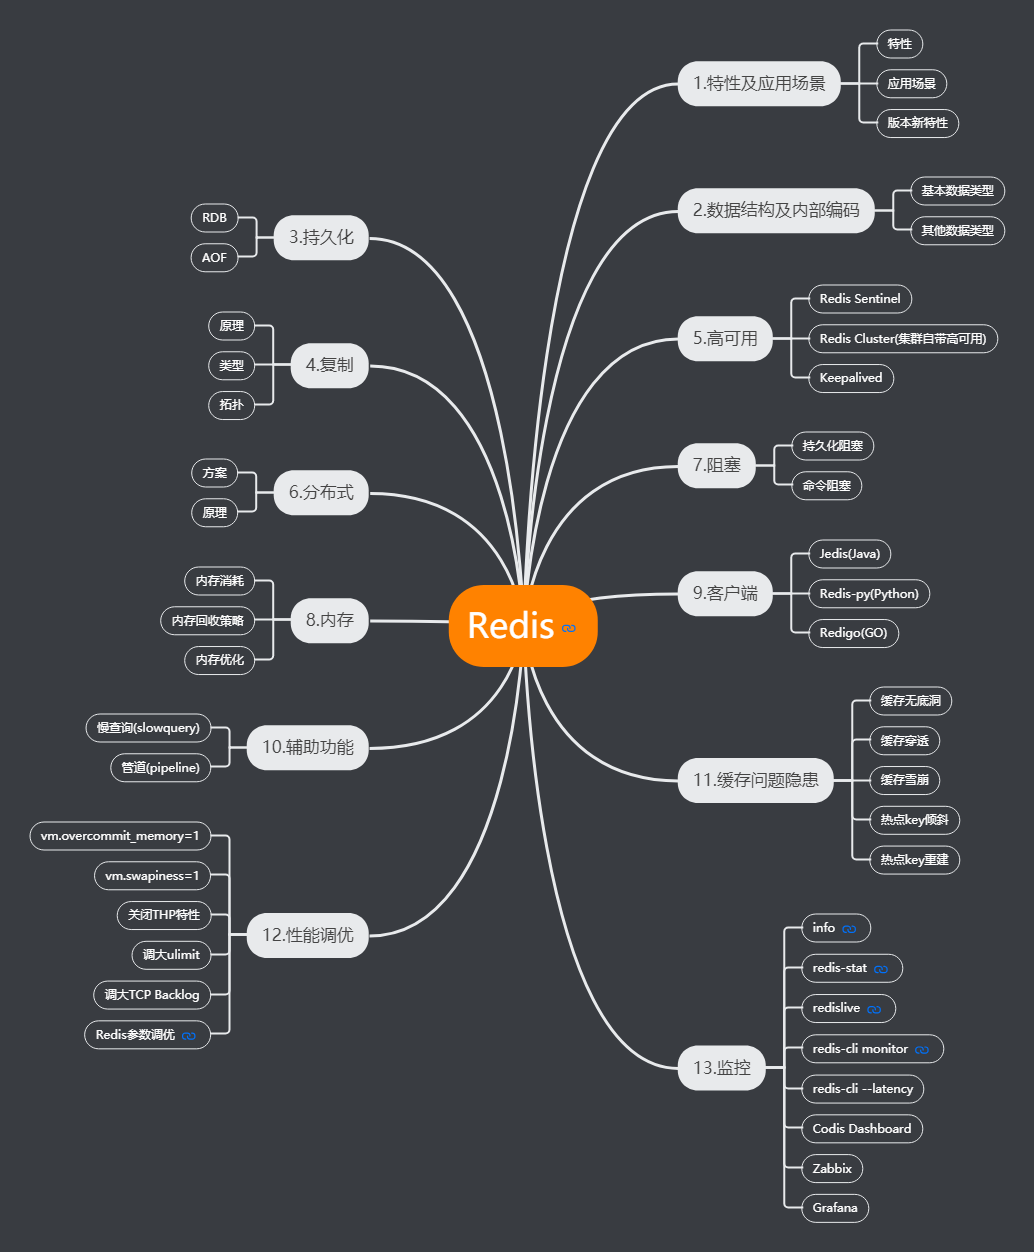 Redis
1.特性及应用场景
特性
应用场景
版本新特性
2.数据结构及内部编码
基本数据类型
其他数据类型
3.持久化
RDB
AOF
4.复制
原理
类型
拓扑
5.高可用
Redis Sentinel
Redis Cluster(集群自带高可用)
Keepalived
6.分布式
方案
原理
7.阻塞
持久化阻塞
命令阻塞
8.内存
内存消耗
内存回收策略
内存优化
9.客户端
Jedis(Java)
Redis-py(Python)
Redigo(GO)
10.辅助功能
慢查询(slowquery)
管道(pipeline)
11.缓存问题隐患
缓存无底洞
缓存穿透
缓存雪崩
热点key倾斜
热点key重建
12.性能调优
vm.overcommit_memory=1
vm.swapiness=1
关闭THP特性
调大ulimit
调大TCP Backlog
Redis参数调优
13.监控
info
redis-stat
redislive
redis-cli monitor
redis-cli --latency
Codis Dashboard
Zabbix
Grafana